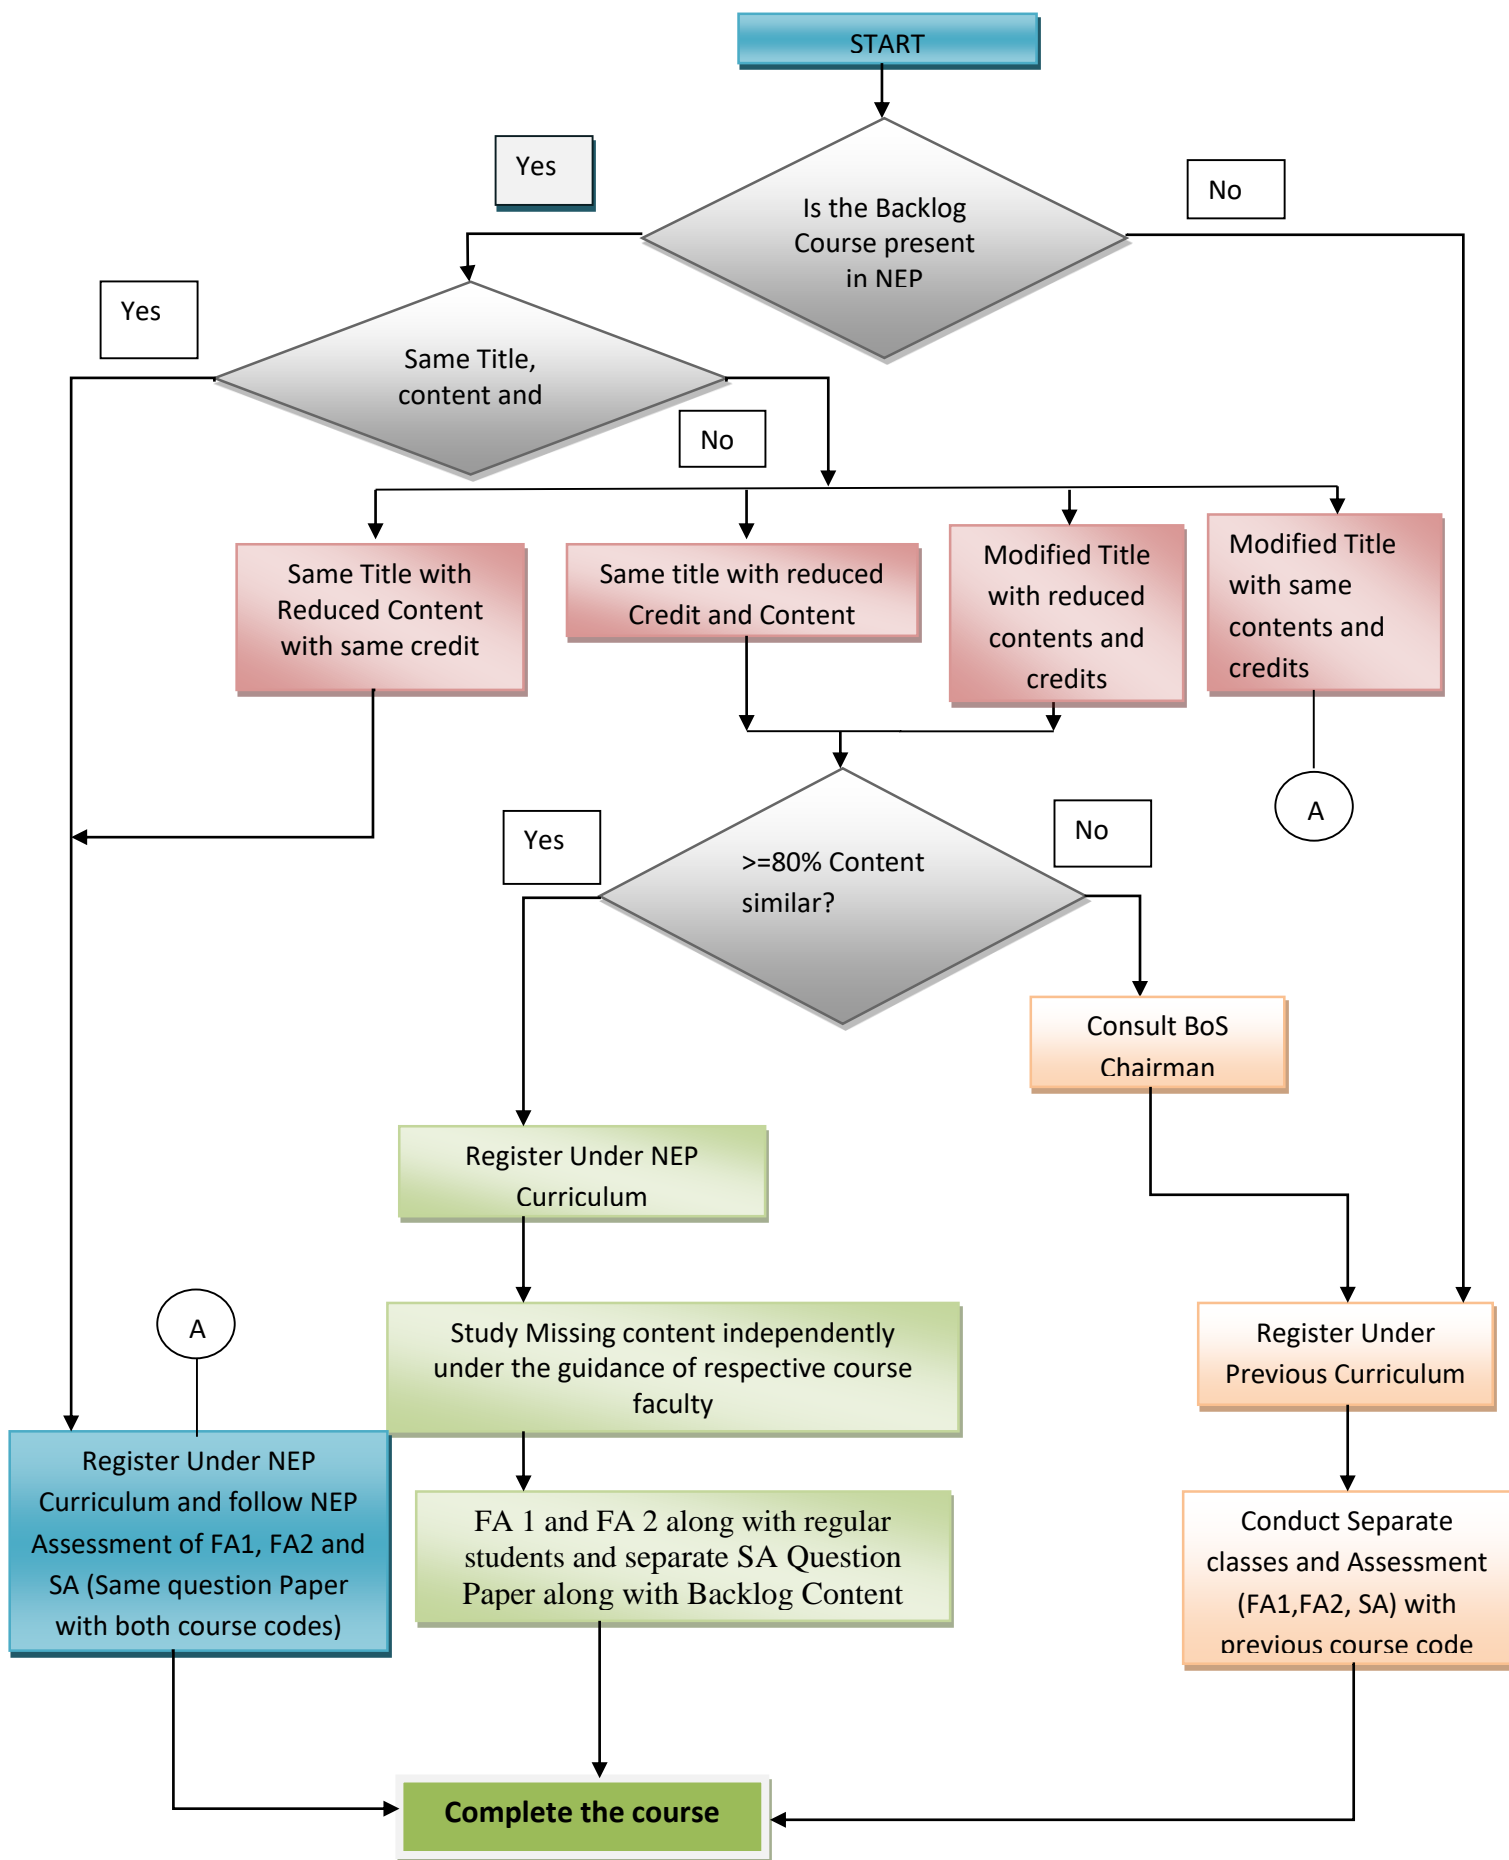 START
Yes
No
Is the Backlog
Course present
in NEP
Yes
Same Title,
content and
No
Same Title with
Reduced Content
with same credit
Same title with reduced
Credit and Content
Modified Title
with reduced
contents and
credits
Modified Title
with same
contents and
credits
A
Yes
No
>=80% Content
similar?
Consult BoS
Chairman
Register Under NEP
Curriculum
A
Study Missing content independently
under the guidance of respective course
faculty
Register Under
Previous Curriculum
Register Under NEP
Curriculum and follow NEP
Assessment of FA1, FA2 and
SA (Same question Paper
with both course codes)
FA 1 and FA 2 along with regular
students and separate SA Question
Paper along with Backlog Content
Conduct Separate
classes and Assessment
(FA1,FA2, SA) with
previous course code
Complete the course